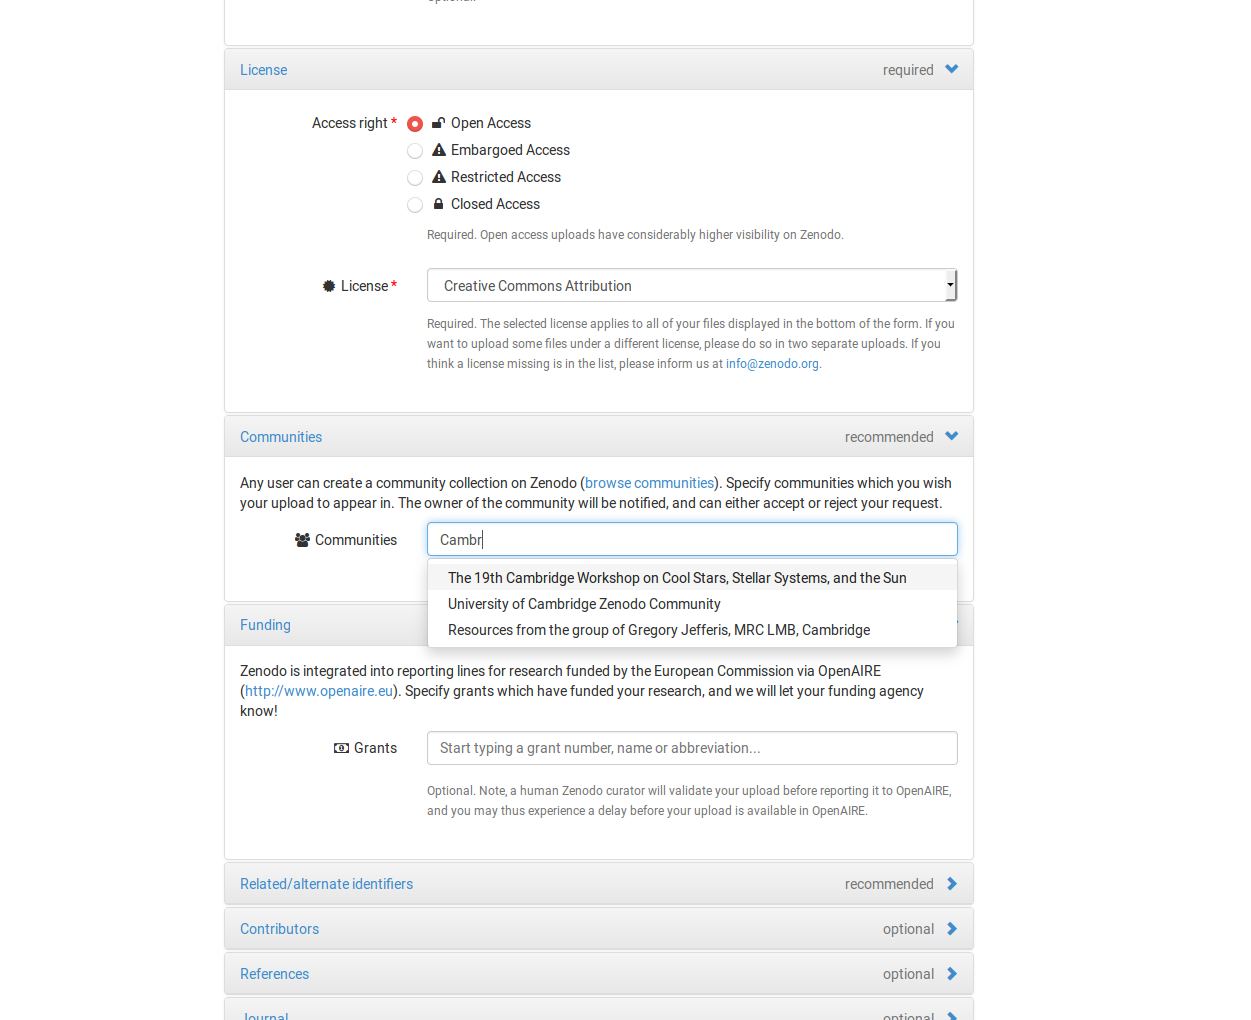 License required
Access right *
Open Access
Embargoed Access
Restricted Access
Closed Access
Required. Open access uploads have considerably higher visibility on Zenodo.
License *
Creative Commons Attribution
Required. The selected license applies to all of your files displayed in the bottom of the form. If you
want to upload some files under a different license, please do so in two separate uploads. If you
think a license missing is in the list, please inform us at info@zenodo.org.
Communities recommended
Any user can create a community collection on Zenodo (browse communities). Specify communities which you wish
your upload to appear in. The owner of the community will be notified, and can either accept or reject your request.
Communities
Cambr
The 19th Cambridge Workshop on Cool Stars, Stellar Systems, and the Sun
University of Cambridge Zenodo Community
Resources from the group of Gregory Jefferis, MRC LMB, Cambridge
Funding
Zenodo is integrated into reporting lines for research funded by the European Commission via OpenAIRE
(http://www.openaire.eu). Specify grants which have funded your research, and we will let your funding agency
know!
Grants
Start typing a grant number, name or abbreviation...
Optional. Note, a human Zenodo curator will validate your upload before reporting it to OpenAIRE,
and you may thus experience a delay before your upload is available in OpenAIRE.
Related/alternate identifiers recommended
Contributors optional
References optional
Journal optional